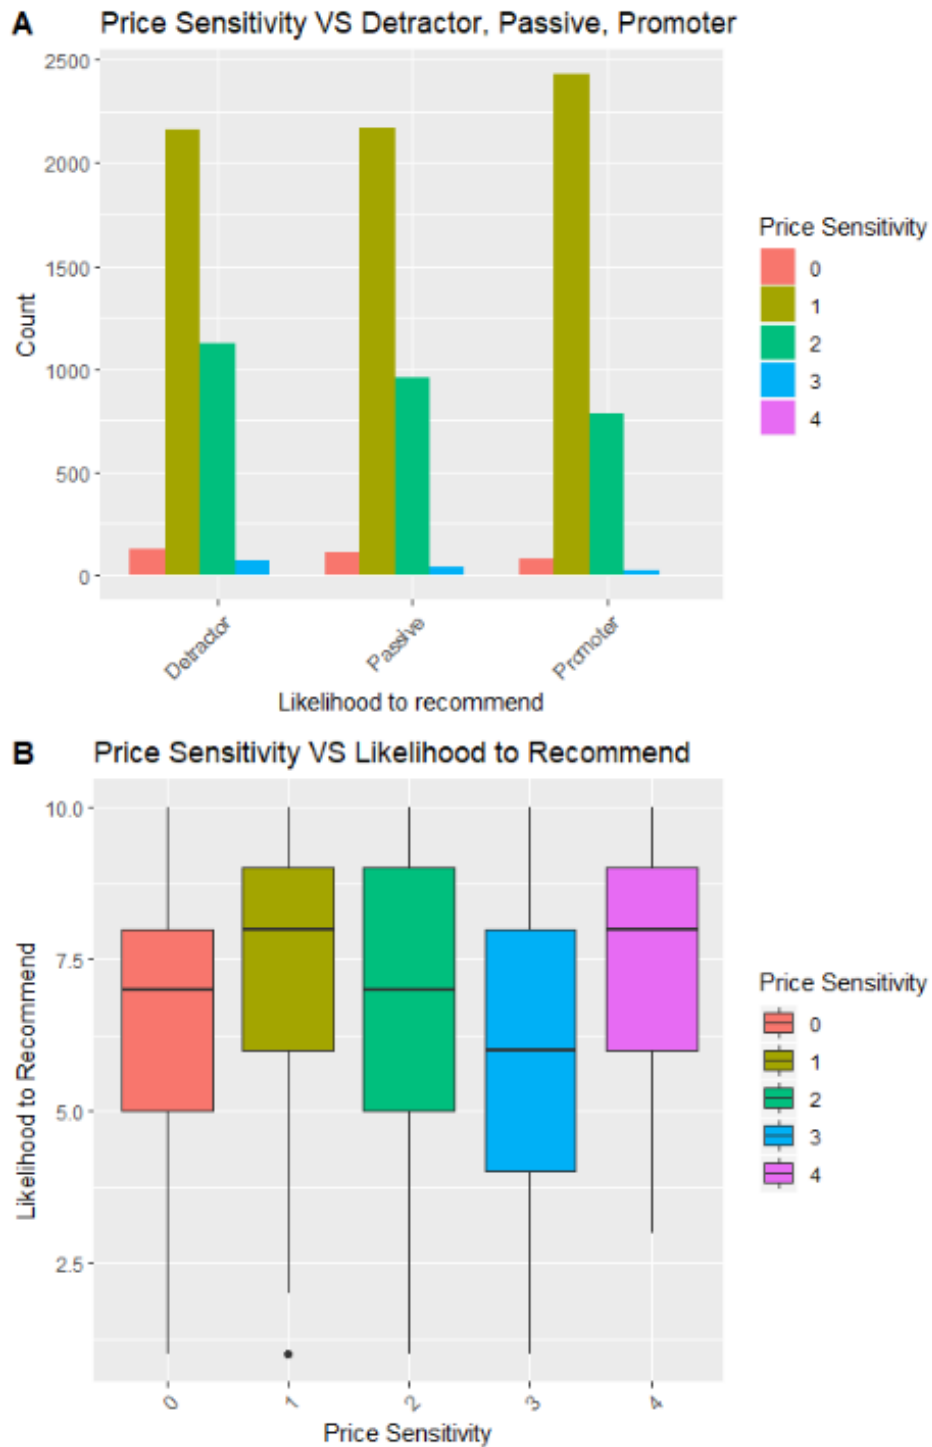 A Price Sensitivity VS Detractor, Passive, Promoter
2500
2000
1500
1000
500
0
Count
Detractor
Passive
Promoter
Likelihood to recommend
Price Sensitivity
0
1
2
3
4
B Price Sensitivity VS Likelihood to Recommend
10.0
7.5
5.0
2.5
Likelihood to Recommend
0
1
2
3
4
Price Sensitivity
Price Sensitivity
0
1
2
3
4